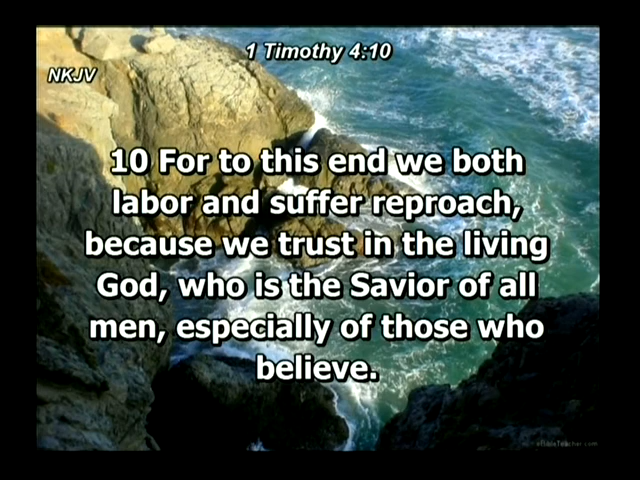 1 Timothy 4:10
NKJV
10 For to this end we both
labor and suffer reproach,
because we trust in the living
God, who is the Savior of all
men, especially of those who
believe.